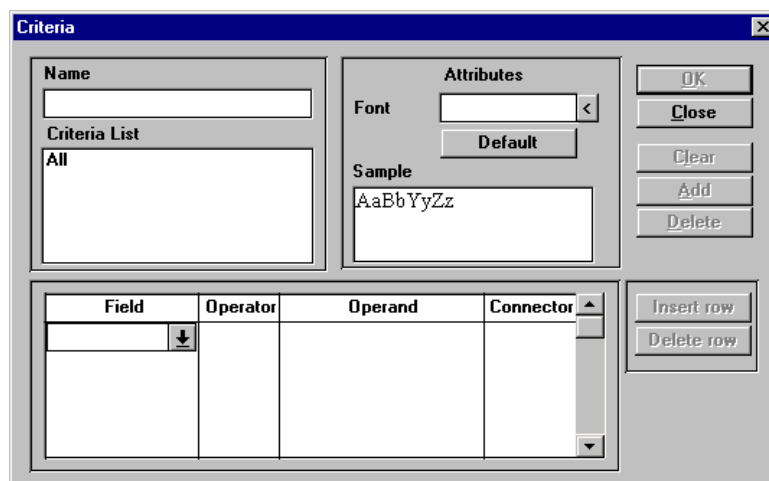 Criteria
Name
Criteria List
All
Attributes
Font
<
Default
Sample
AaBbYyZz
OK
Close
Clear
Add
Delete
Field Operator Operand Connector
Insert row
Delete row